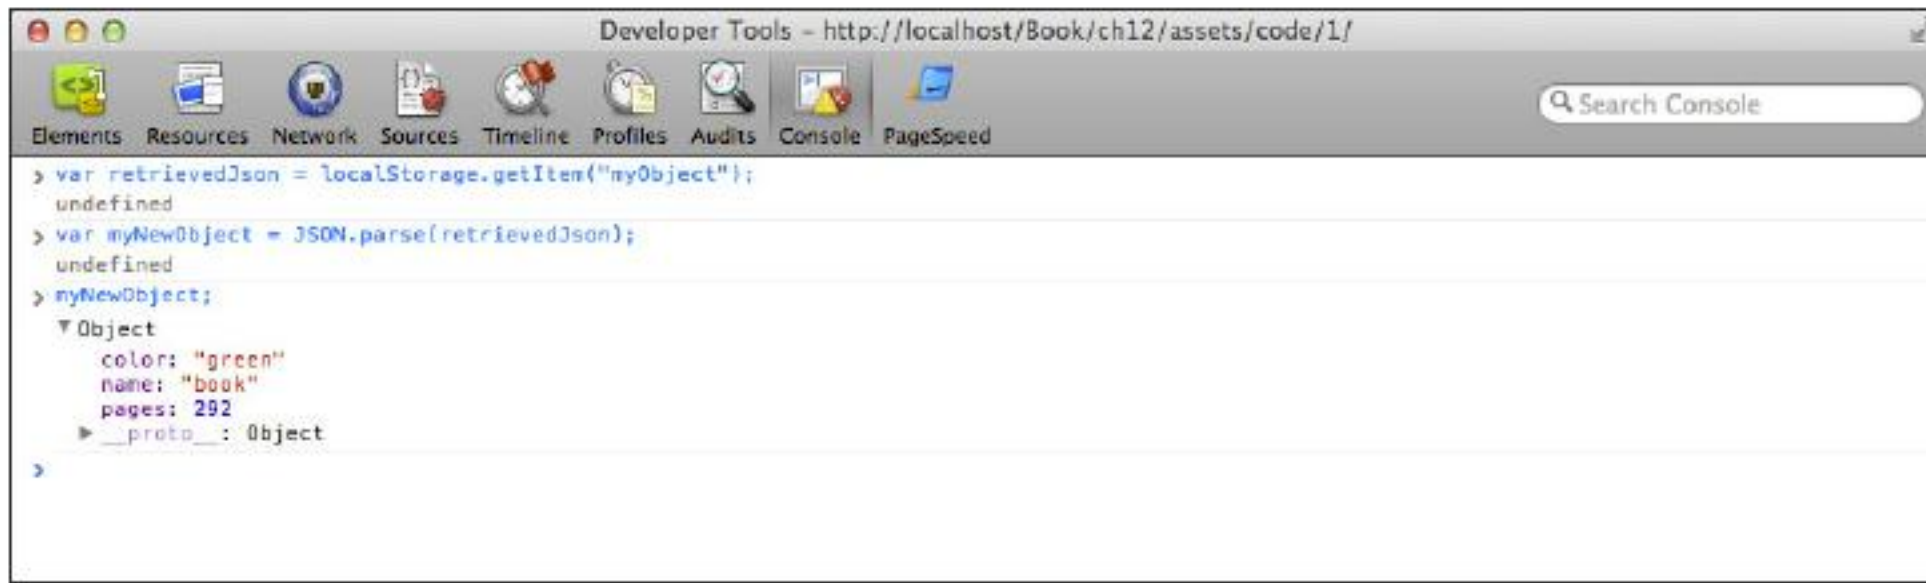 Developer Tools - http://localhost/Book/ch12/assets/code/1/
Elements Resources Network Sources Timeline Profiles Audits Console PageSpeed
Search Console
> var retrievedJson = localStorage.getItem("myObject");
undefined
> var myNewObject = JSON.parse(retrievedJson);
undefined
> myNewObject;
▼ Object
color: "green"
name: "book"
pages: 292
▶ __proto__: Object
>